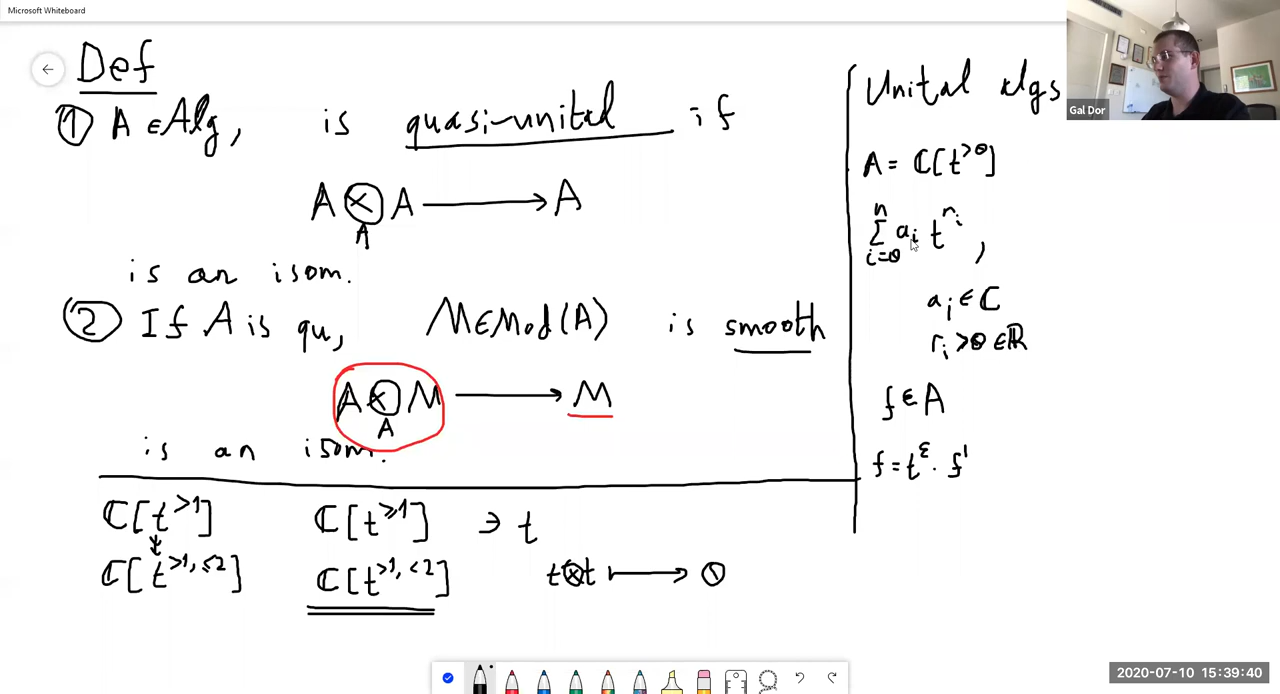 Microsoft Whiteboard
Def
① A ∈ Alg, is quasi-unital if
A ⊗_A A ⟶ A
is an isom.
② If A is qu, M ∈ Mod(A) is smooth
A ⊗_A M ⟶ M
is an isom.
ℂ[t^{>1}] ℂ[t^{≥1}] ∋ t
↓
ℂ[t^{>1, ≤2}] ℂ[t^{>1, <2}] t ⊗ t ⟼ 0
Unital algs
A = ℂ[t^{>0}]
∑_{i=0}^{n} a_i t^{r_i},
a_i ∈ ℂ
r_i > 0 ∈ ℝ
f ∈ A
f = t^ε · f'
Gal Dor
2020-07-10 15:39:40